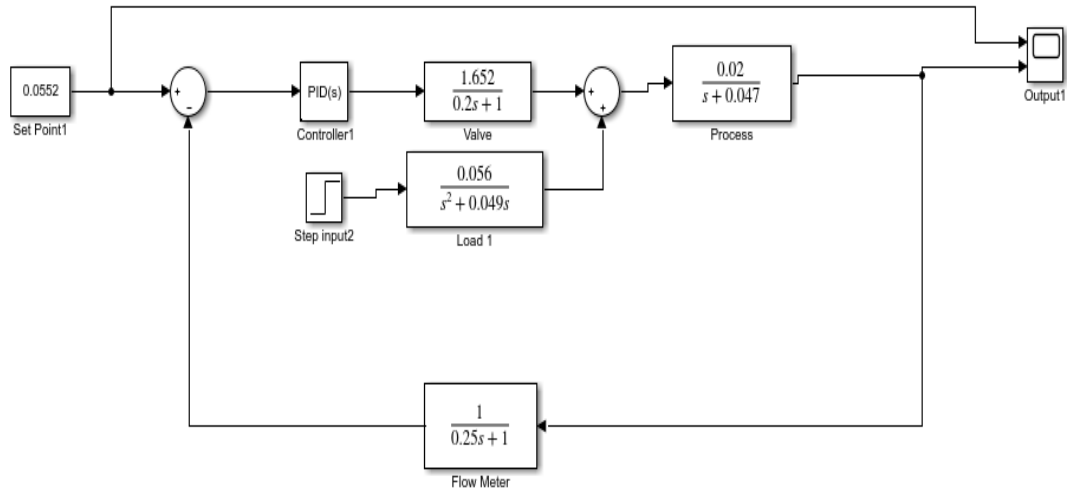 0.0552
Set Point1
+
−
PID(s)
Controller1
1.652
0.2s + 1
Valve
+
+
0.02
s + 0.047
Process
Output1
Step input2
0.056
s² + 0.049s
Load 1
1
0.25s + 1
Flow Meter